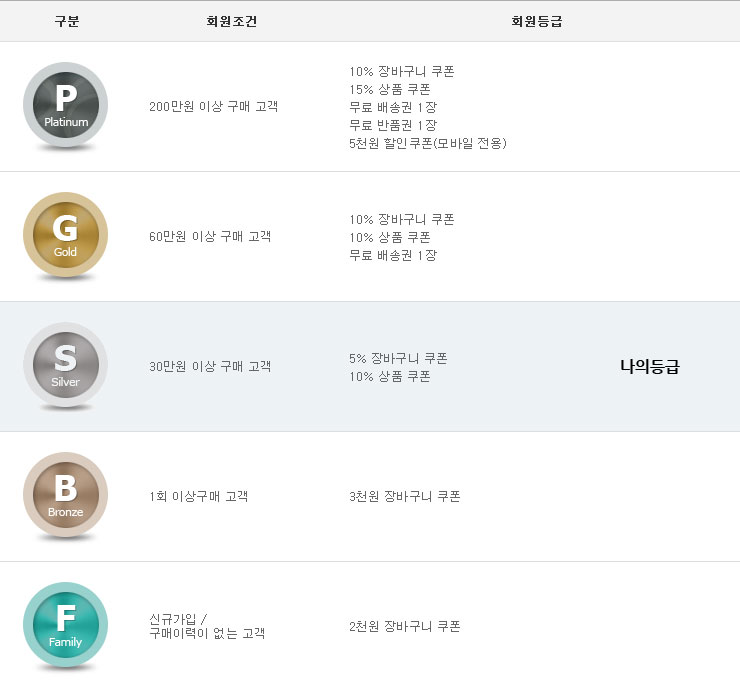 구분 회원조건 회원등급
P
Platinum
200만원 이상 구매 고객
10% 장바구니 쿠폰
15% 상품 쿠폰
무료 배송권 1장
무료 반품권 1장
5천원 할인쿠폰(모바일 전용)
G
Gold
60만원 이상 구매 고객
10% 장바구니 쿠폰
10% 상품 쿠폰
무료 배송권 1장
S
Silver
30만원 이상 구매 고객
5% 장바구니 쿠폰
10% 상품 쿠폰
나의등급
B
Bronze
1회 이상구매 고객
3천원 장바구니 쿠폰
F
Family
신규가입 /
구매이력이 없는 고객
2천원 장바구니 쿠폰